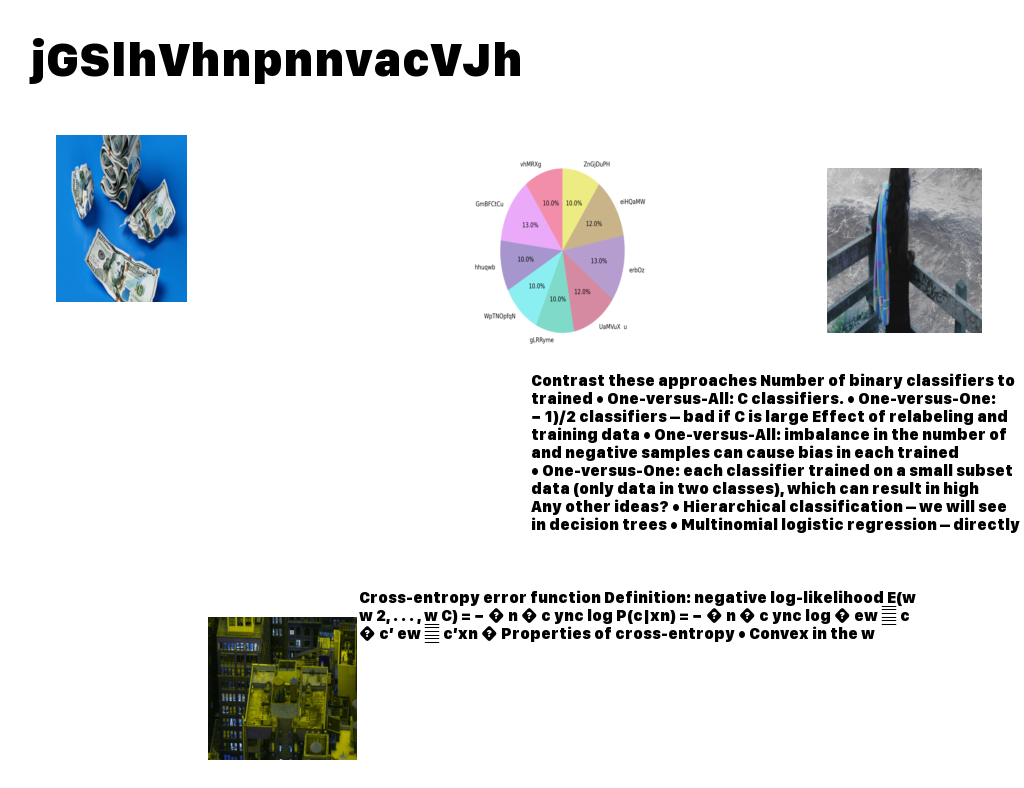 jGSlhVhnpnnvacVJh
vhMRXg
ZnGjDuPH
GmBFCtCu
eiHQaMW
10.0%
10.0%
13.0%
12.0%
hhuqwb
10.0%
13.0%
erbOz
10.0%
12.0%
10.0%
WpTNOpfqN
UaMVuX u
gLRRyme
Contrast these approaches Number of binary classifiers to
trained • One-versus-All: C classifiers. • One-versus-One:
− 1)/2 classifiers – bad if C is large Effect of relabeling and
training data • One-versus-All: imbalance in the number of
and negative samples can cause bias in each trained
• One-versus-One: each classifier trained on a small subset
data (only data in two classes), which can result in high
Any other ideas? • Hierarchical classification – we will see
in decision trees • Multinomial logistic regression – directly
Cross-entropy error function Definition: negative log-likelihood E(w
w 2, . . . , w C) = − � n � c ync log P(c|xn) = − � n � c ync log � ew 𝄚 c
� c′ ew 𝄚 c′xn � Properties of cross-entropy • Convex in the w